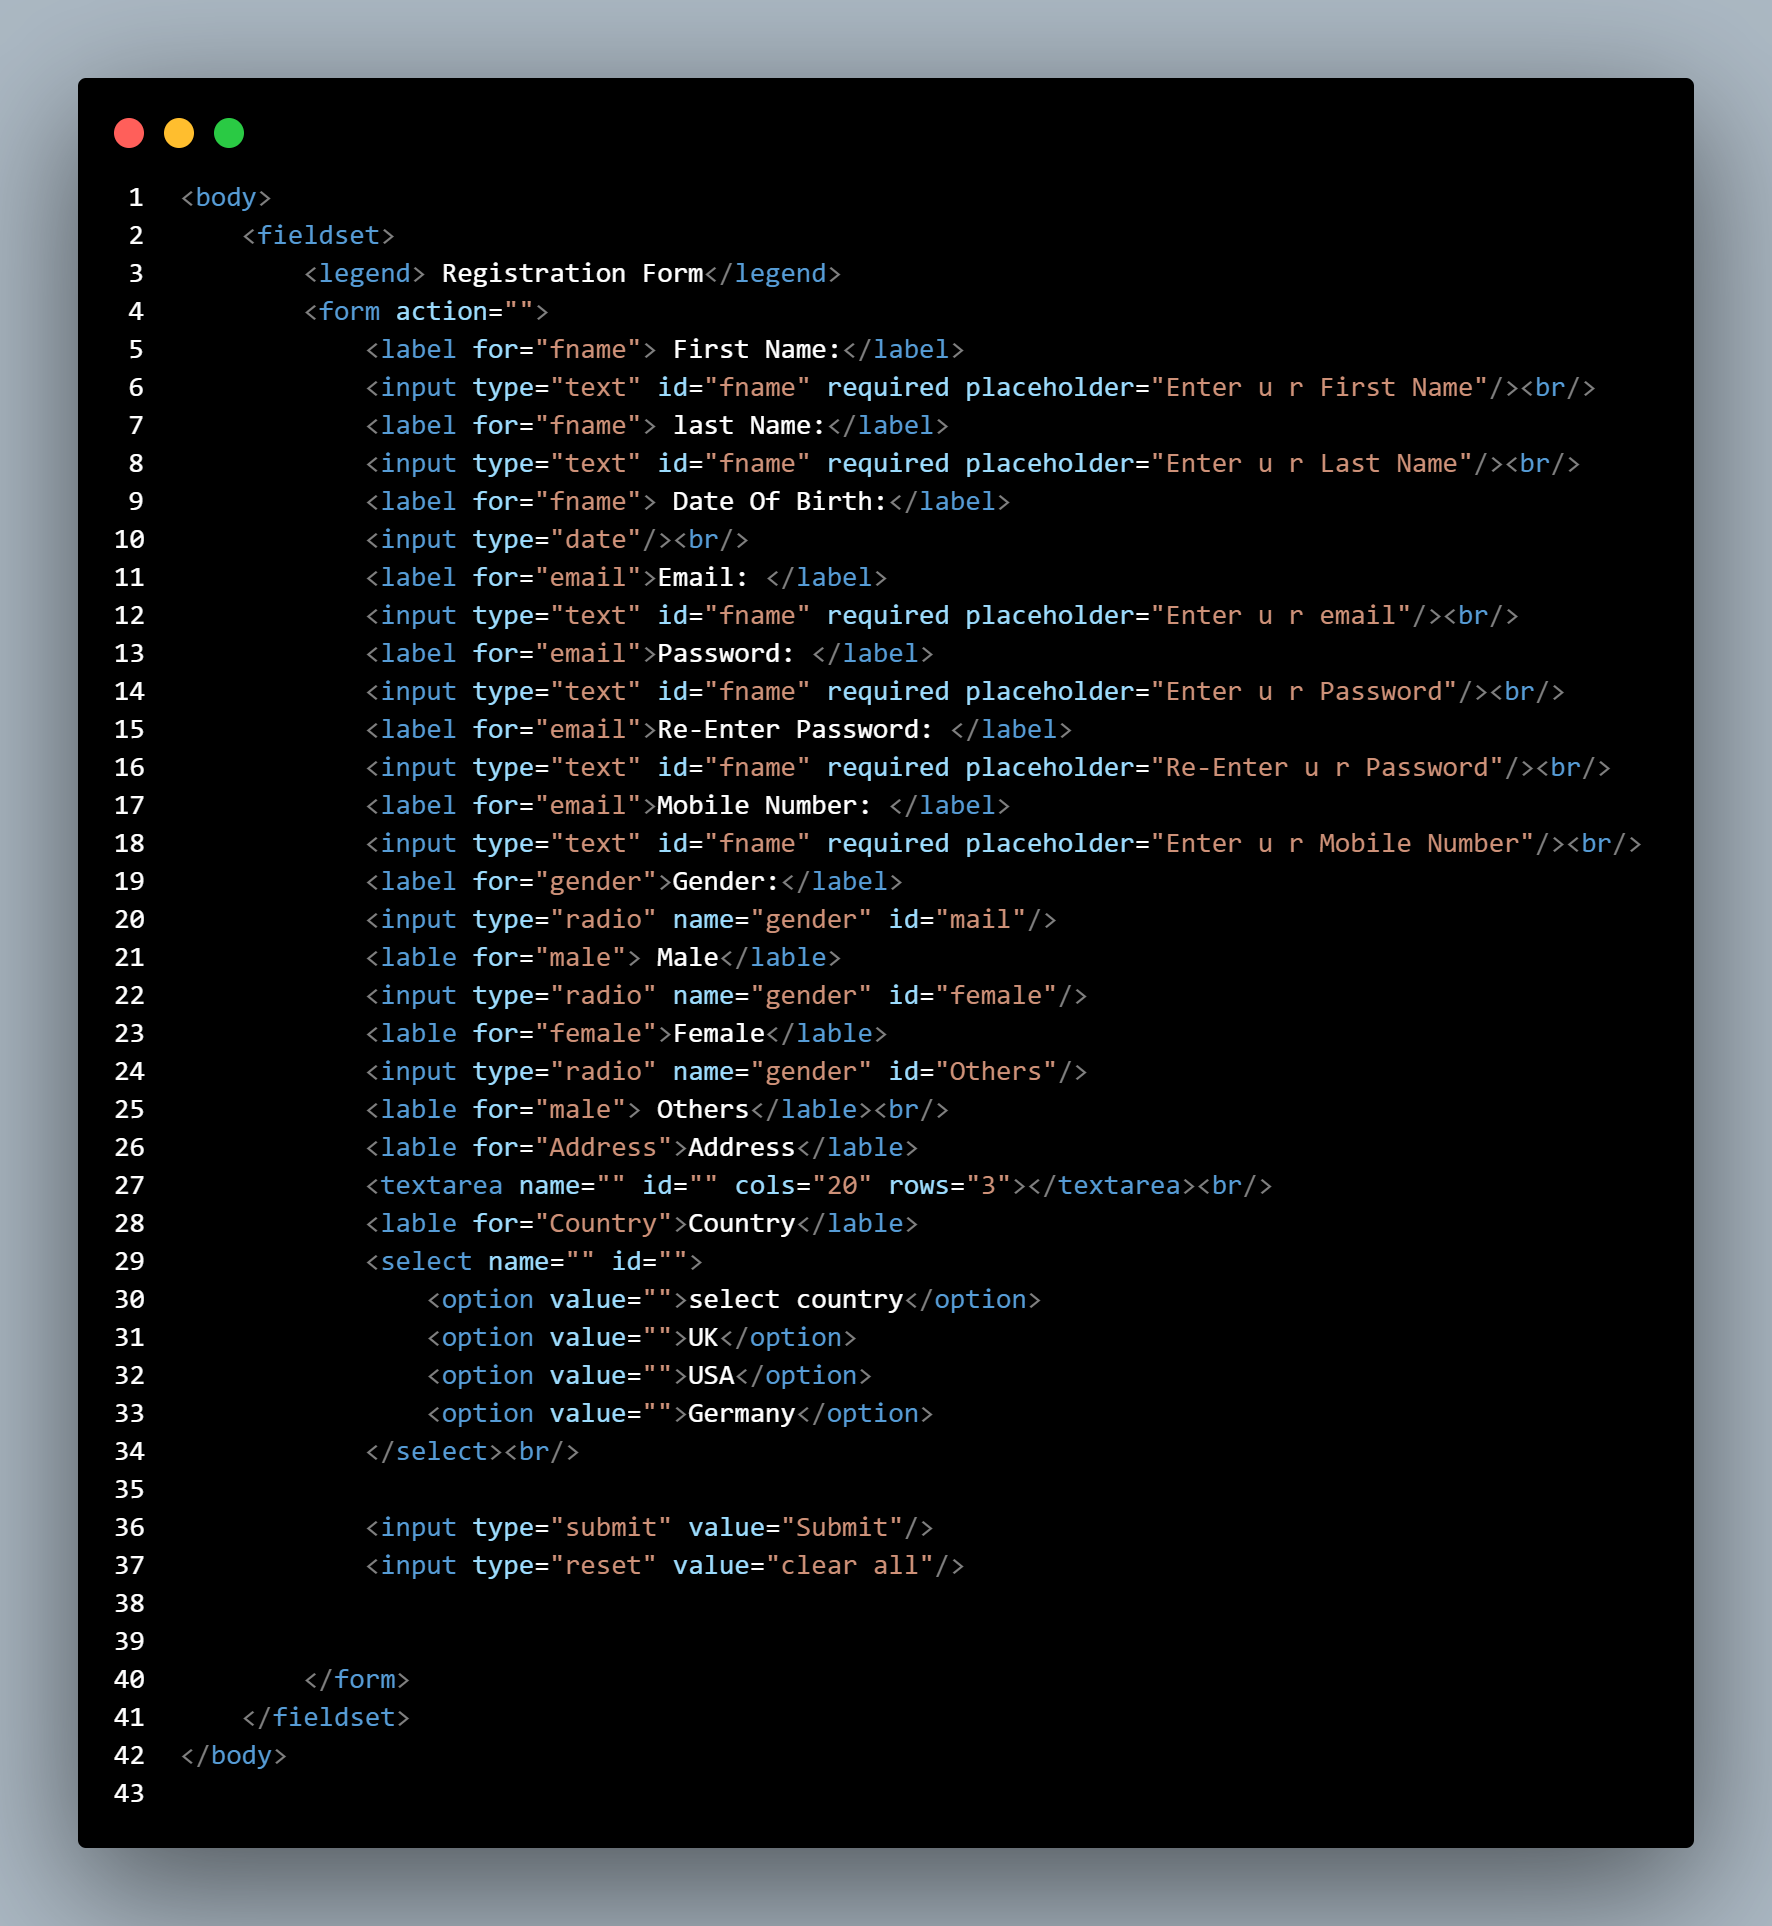 1 <body>
2     <fieldset>
3         <legend> Registration Form</legend>
4         <form action="">
5             <label for="fname"> First Name:</label>
6             <input type="text" id="fname" required placeholder="Enter u r First Name"/><br/>
7             <label for="fname"> last Name:</label>
8             <input type="text" id="fname" required placeholder="Enter u r Last Name"/><br/>
9             <label for="fname"> Date Of Birth:</label>
10             <input type="date"/><br/>
11             <label for="email">Email: </label>
12             <input type="text" id="fname" required placeholder="Enter u r email"/><br/>
13             <label for="email">Password: </label>
14             <input type="text" id="fname" required placeholder="Enter u r Password"/><br/>
15             <label for="email">Re-Enter Password: </label>
16             <input type="text" id="fname" required placeholder="Re-Enter u r Password"/><br/>
17             <label for="email">Mobile Number: </label>
18             <input type="text" id="fname" required placeholder="Enter u r Mobile Number"/><br/>
19             <label for="gender">Gender:</label>
20             <input type="radio" name="gender" id="mail"/>
21             <lable for="male"> Male</lable>
22             <input type="radio" name="gender" id="female"/>
23             <lable for="female">Female</lable>
24             <input type="radio" name="gender" id="Others"/>
25             <lable for="male"> Others</lable><br/>
26             <lable for="Address">Address</lable>
27             <textarea name="" id="" cols="20" rows="3"></textarea><br/>
28             <lable for="Country">Country</lable>
29             <select name="" id="">
30                 <option value="">select country</option>
31                 <option value="">UK</option>
32                 <option value="">USA</option>
33                 <option value="">Germany</option>
34             </select><br/>
35
36             <input type="submit" value="Submit"/>
37             <input type="reset" value="clear all"/>
38
39
40         </form>
41     </fieldset>
42 </body>
43